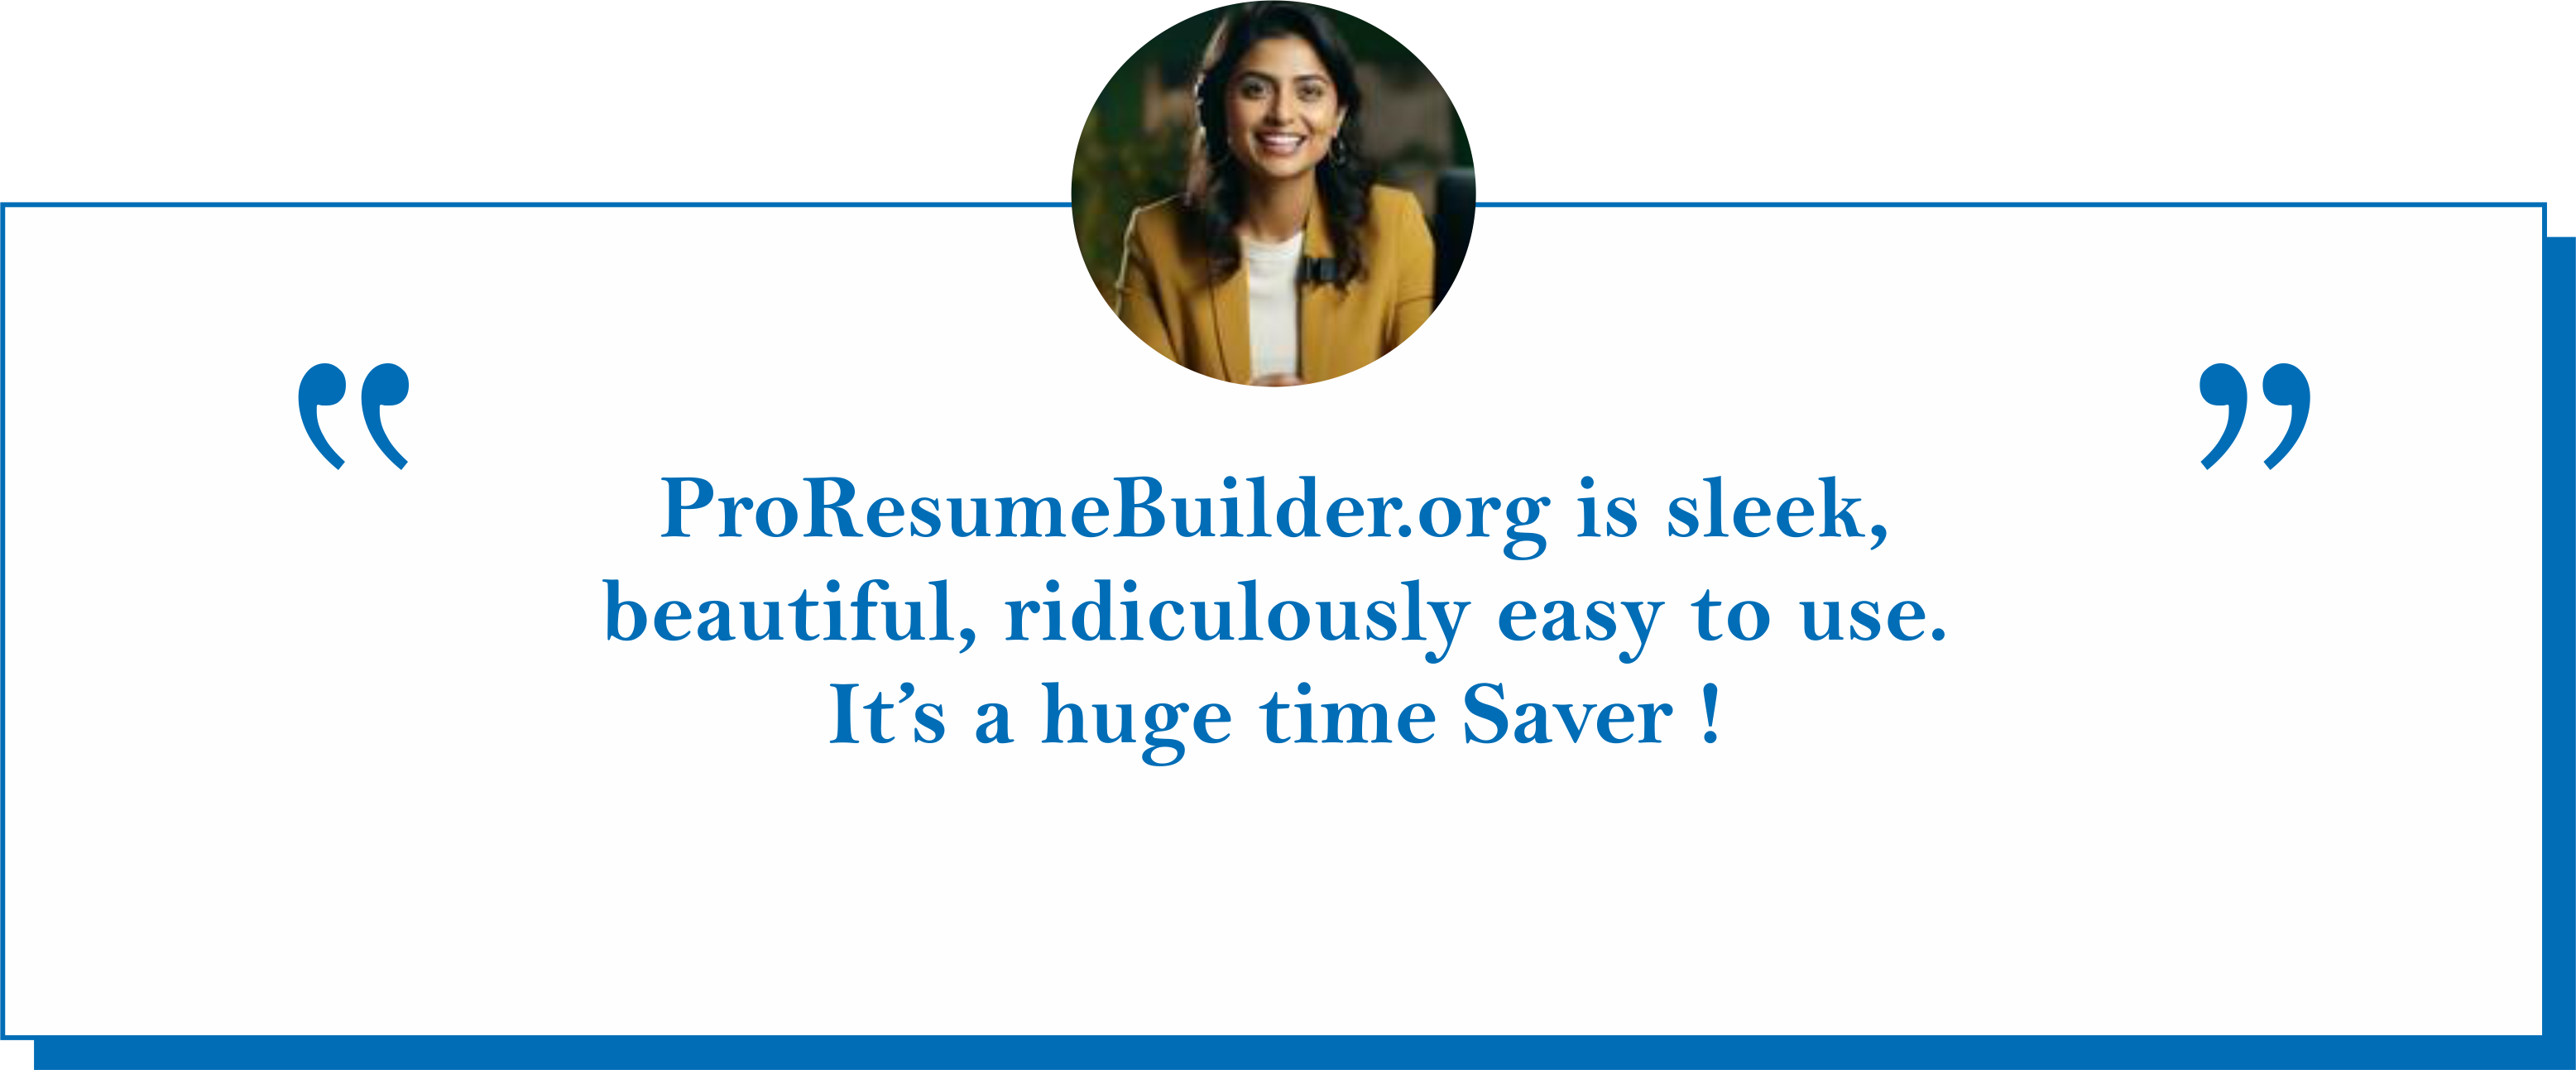 “ ”
ProResumeBuilder.org is sleek,
beautiful, ridiculously easy to use.
It’s a huge time Saver !